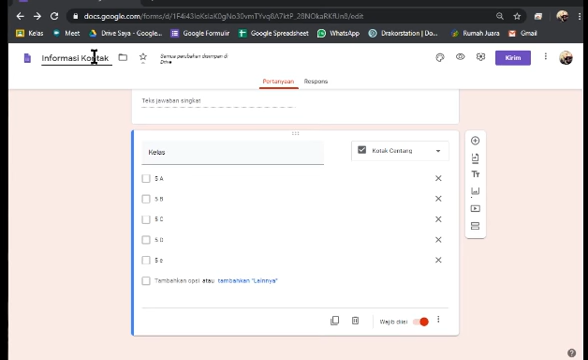 docs.google.com/forms/d/1F4i43ioKslaK0gNo30vmTYvq8A7ktP_28NOkaRKfUn8/edit
Kelas Meet Drive Saya - Google... Google Formulir Google Spreadsheet WhatsApp Drakorstation | Do... Rumah Juara Gmail
Informasi Kontak
Semua perubahan disimpan di
Drive
Kirim
Pertanyaan Respons
Teks jawaban singkat
Kelas
Kotak Centang
5 A
5 B
5 C
5 D
5 e
Tambahkan opsi atau tambahkan "Lainnya"
Wajib diisi